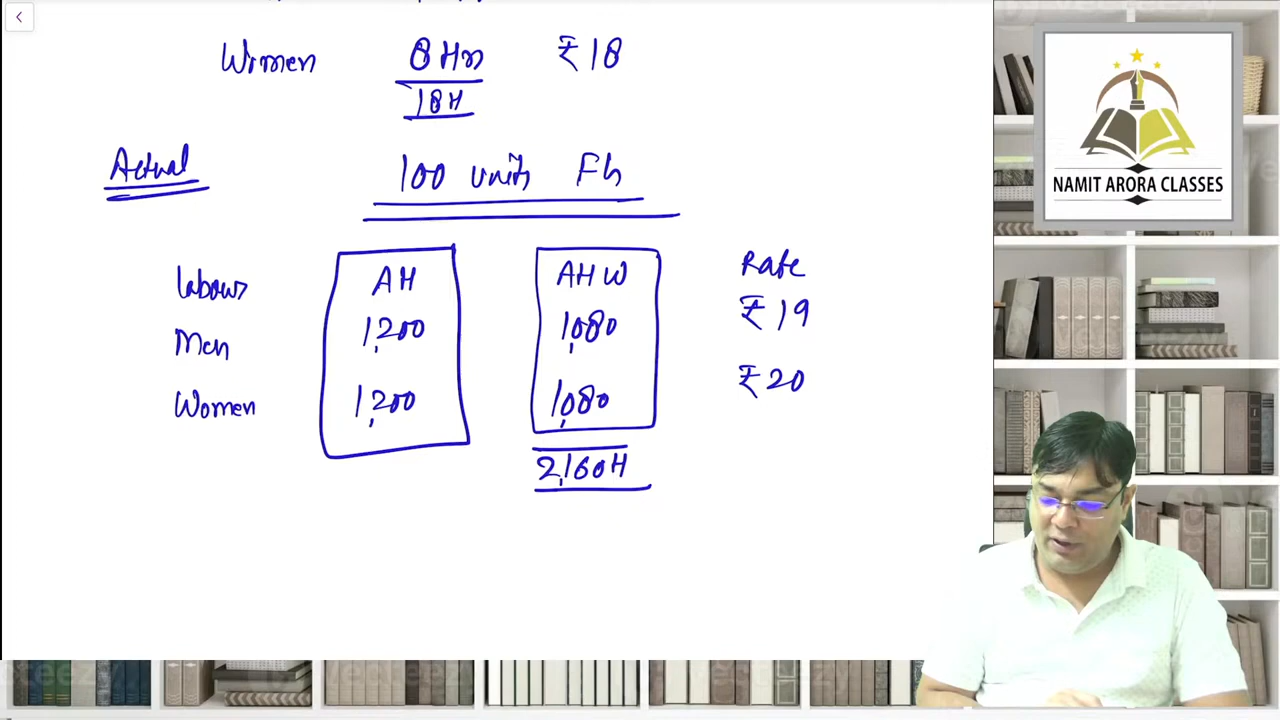 Women 8 Hrs ₹18
18H
Actual 100 units FG
Labour AH AHW Rate
Men 1,200 1,080 ₹19
Women 1,200 1,080 ₹20
2,160H
NAMIT ARORA CLASSES